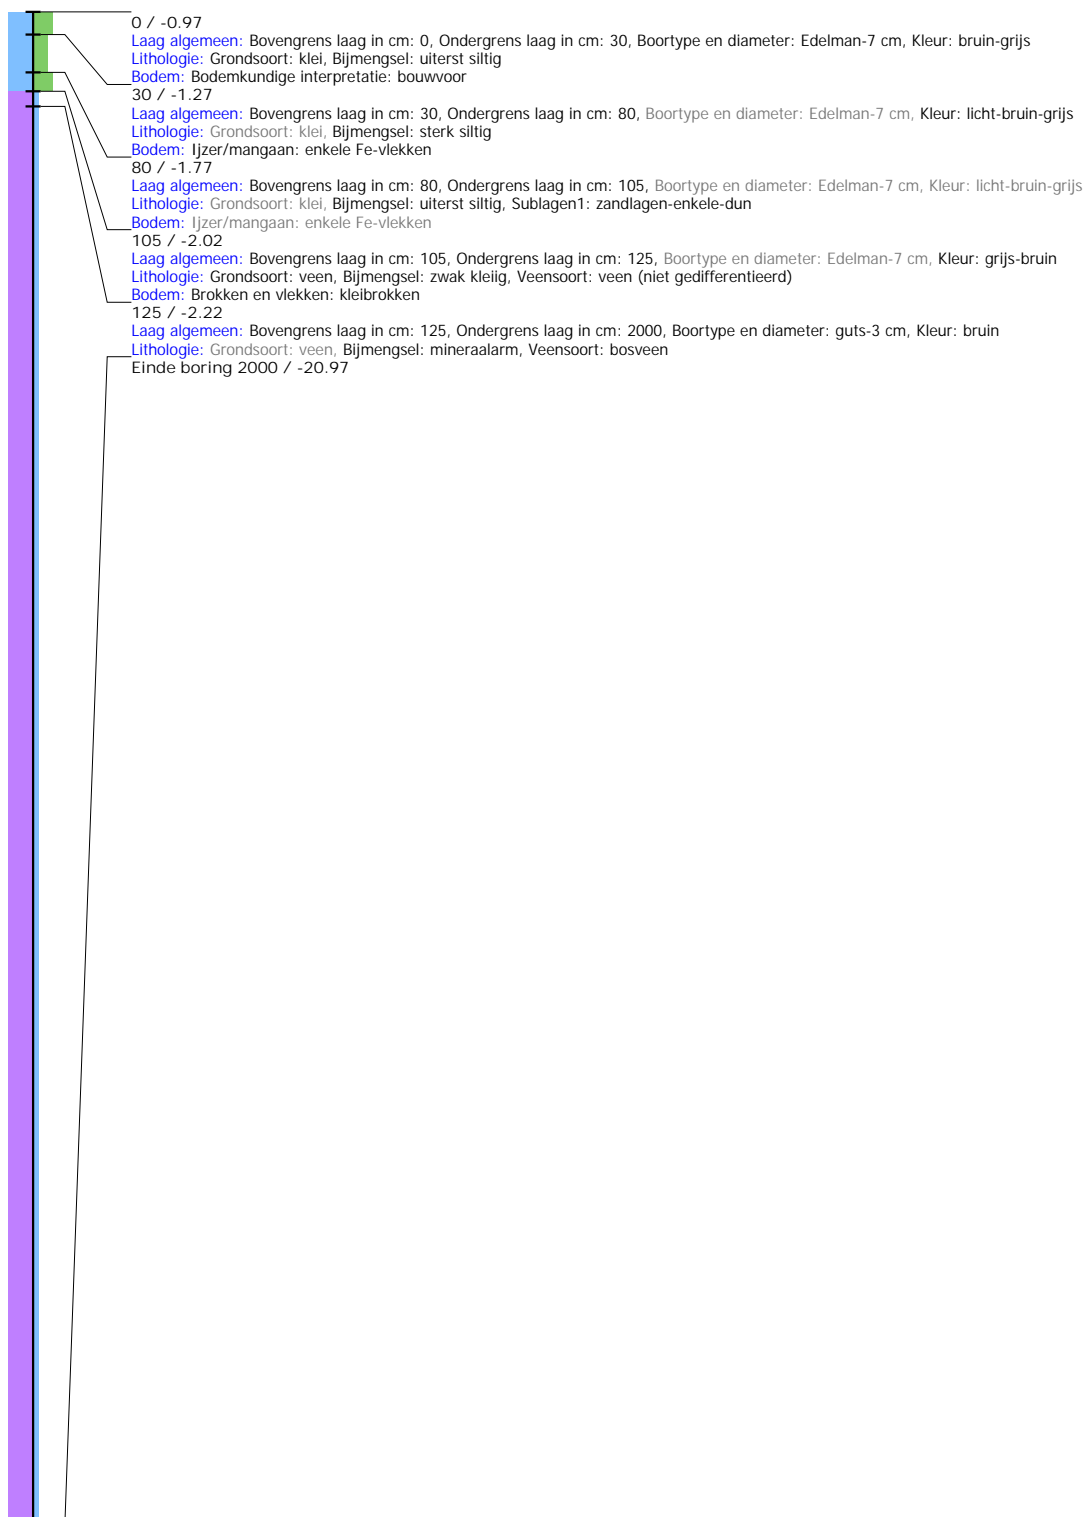 0 / -0.97
Laag algemeen: Bovengrens laag in cm: 0, Ondergrens laag in cm: 30, Boortype en diameter: Edelman-7 cm, Kleur: bruin-grijs
Lithologie: Grondsoort: klei, Bijmengsel: uiterst siltig
Bodem: Bodemkundige interpretatie: bouwvoor
30 / -1.27
Laag algemeen: Bovengrens laag in cm: 30, Ondergrens laag in cm: 80, Boortype en diameter: Edelman-7 cm, Kleur: licht-bruin-grijs
Lithologie: Grondsoort: klei, Bijmengsel: sterk siltig
Bodem: Ijzer/mangaan: enkele Fe-vlekken
80 / -1.77
Laag algemeen: Bovengrens laag in cm: 80, Ondergrens laag in cm: 105, Boortype en diameter: Edelman-7 cm, Kleur: licht-bruin-grijs
Lithologie: Grondsoort: klei, Bijmengsel: uiterst siltig, Sublagen1: zandlagen-enkele-dun
Bodem: Ijzer/mangaan: enkele Fe-vlekken
105 / -2.02
Laag algemeen: Bovengrens laag in cm: 105, Ondergrens laag in cm: 125, Boortype en diameter: Edelman-7 cm, Kleur: grijs-bruin
Lithologie: Grondsoort: veen, Bijmengsel: zwak kleiig, Veensoort: veen (niet gedifferentieerd)
Bodem: Brokken en vlekken: kleibrokken
125 / -2.22
Laag algemeen: Bovengrens laag in cm: 125, Ondergrens laag in cm: 2000, Boortype en diameter: guts-3 cm, Kleur: bruin
Lithologie: Grondsoort: veen, Bijmengsel: mineraalarm, Veensoort: bosveen
Einde boring 2000 / -20.97